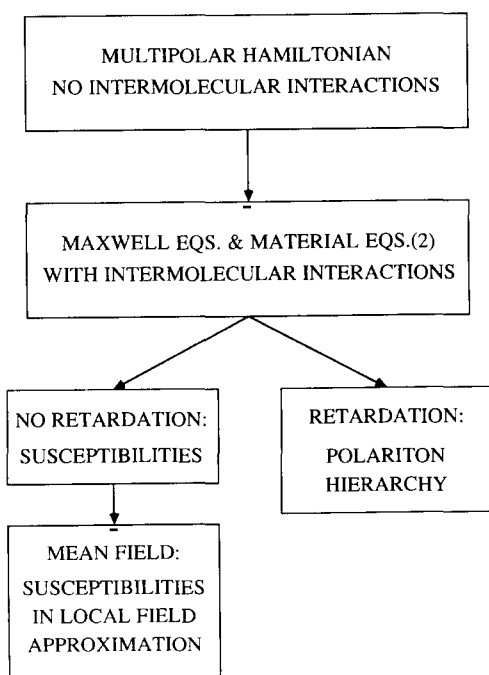 MULTIPOLAR HAMILTONIAN
NO INTERMOLECULAR INTERACTIONS
MAXWELL EQS. & MATERIAL EQS.(2)
WITH INTERMOLECULAR INTERACTIONS
NO RETARDATION:
SUSCEPTIBILITIES
RETARDATION:
POLARITON
HIERARCHY
MEAN FIELD:
SUSCEPTIBILITIES
IN LOCAL FIELD
APPROXIMATION